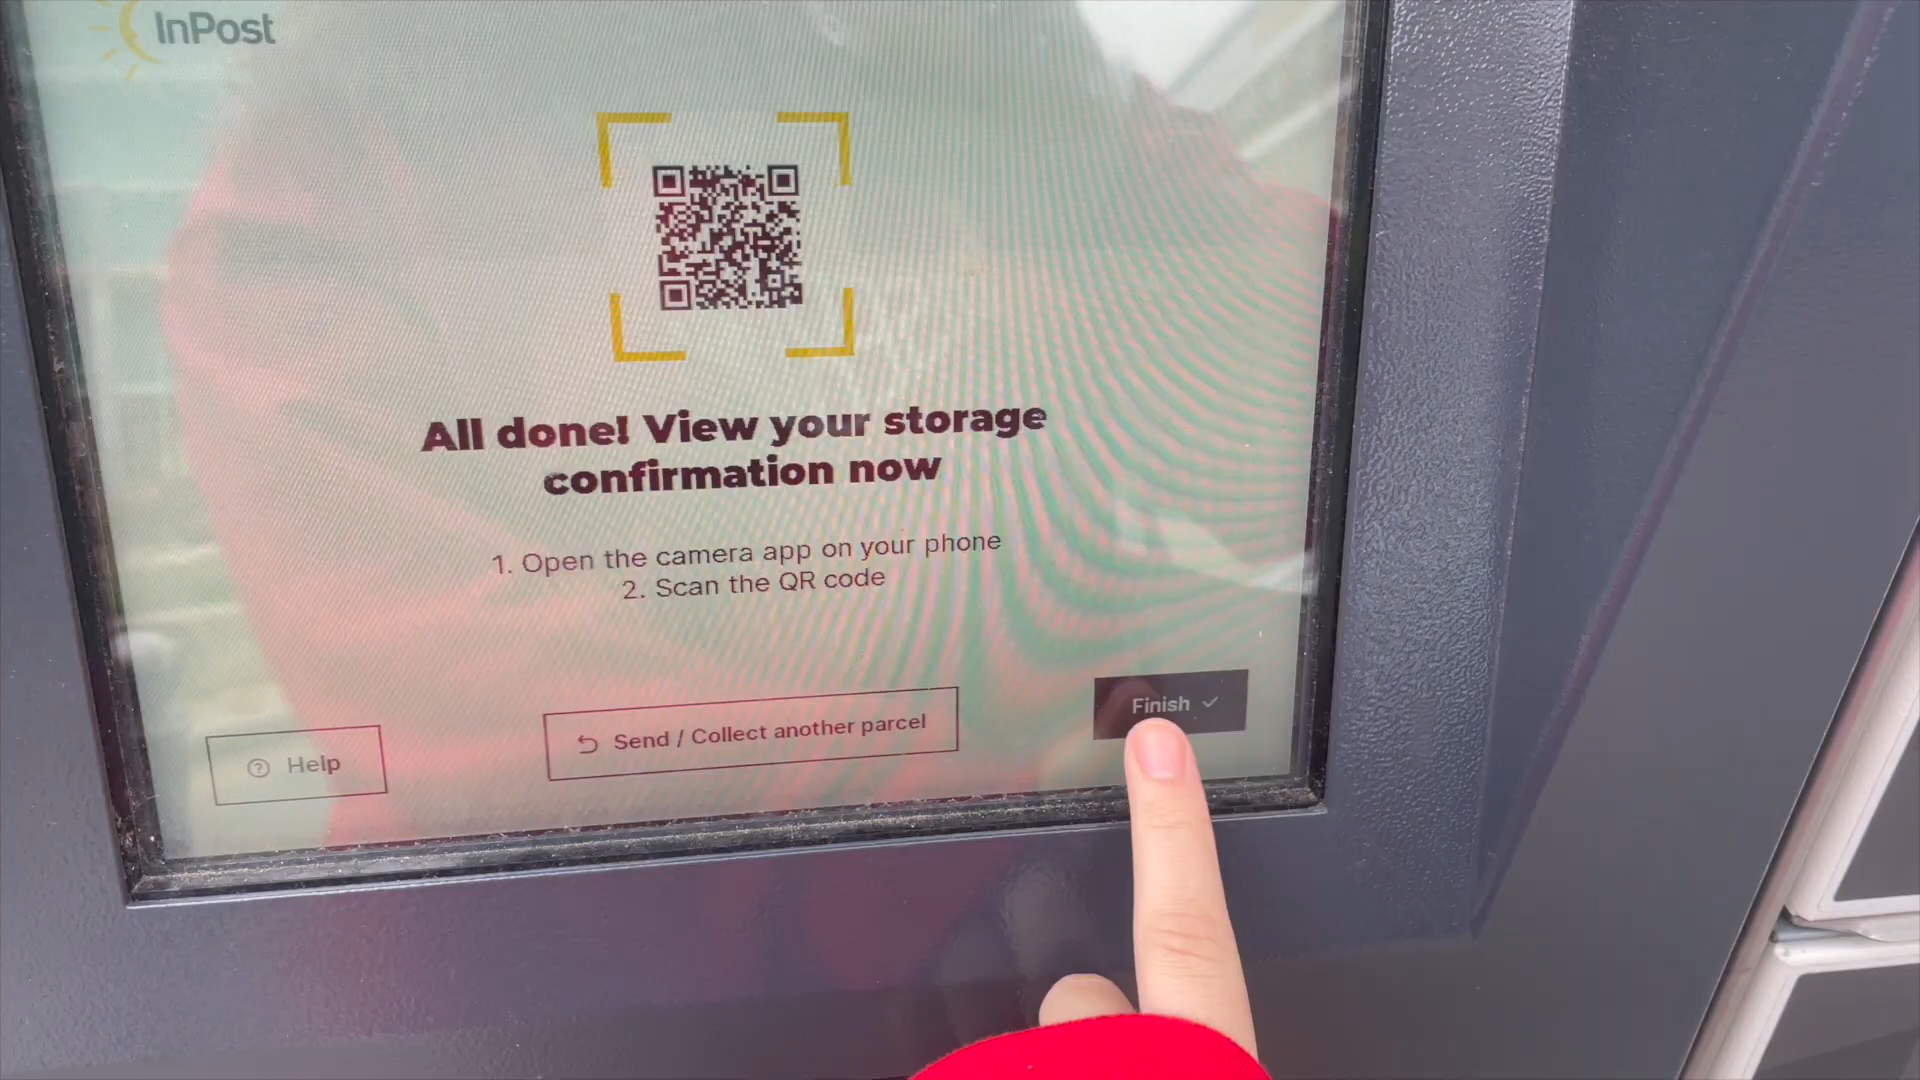 InPost
All done! View your storage
confirmation now
1. Open the camera app on your phone
2. Scan the QR code
Help
Send / Collect another parcel
Finish